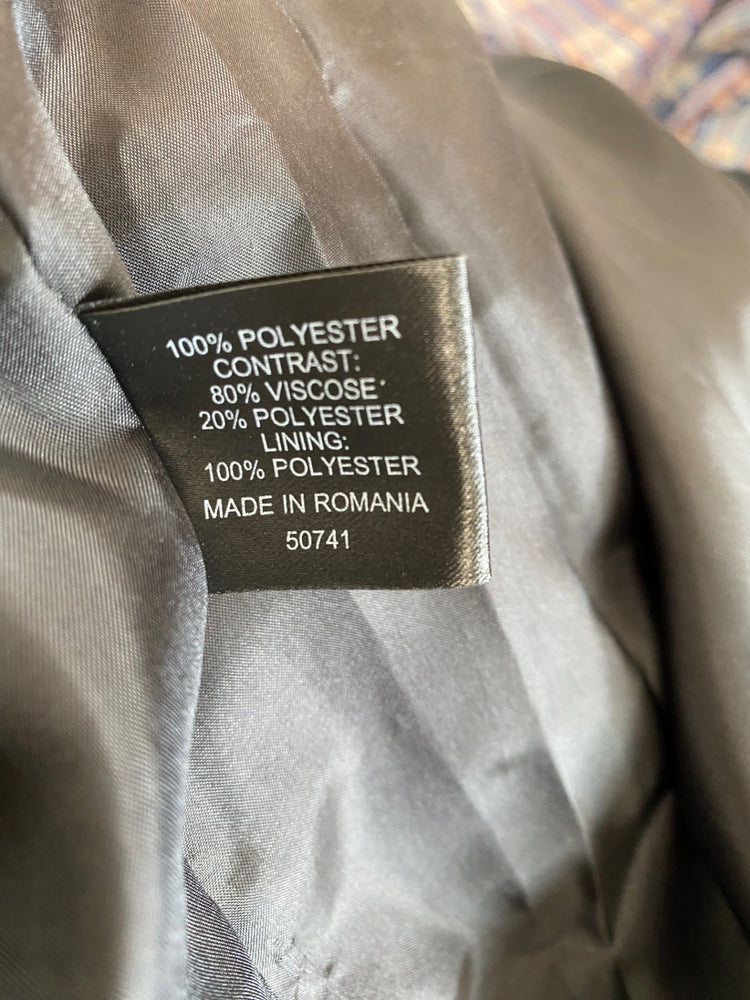 100% POLYESTER
CONTRAST:
80% VISCOSE
20% POLYESTER
LINING:
100% POLYESTER
MADE IN ROMANIA
50741